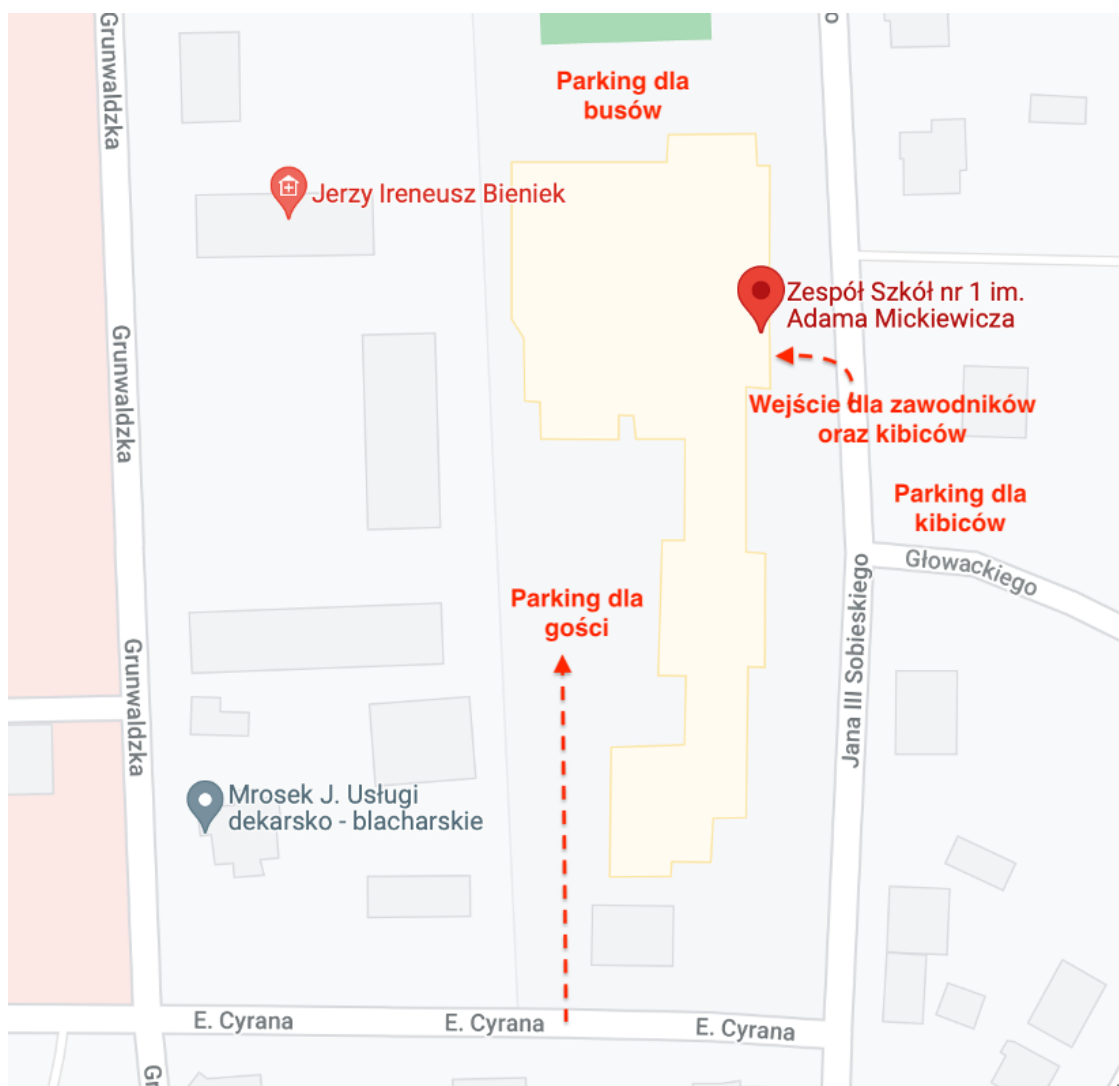 Grunwaldzka
o
Parking dla
busów
Jerzy Ireneusz Bieniek
Zespół Szkół nr 1 im.
Adama Mickiewicza
Grunwaldzka
Wejście dla zawodników
oraz kibiców
Parking dla
kibiców
Głowackiego
Parking dla
gości
Jana III Sobieskiego
Grunwaldzka
Mrosek J. Usługi
dekarsko - blacharskie
E. Cyrana
E. Cyrana
E. Cyrana
Gr